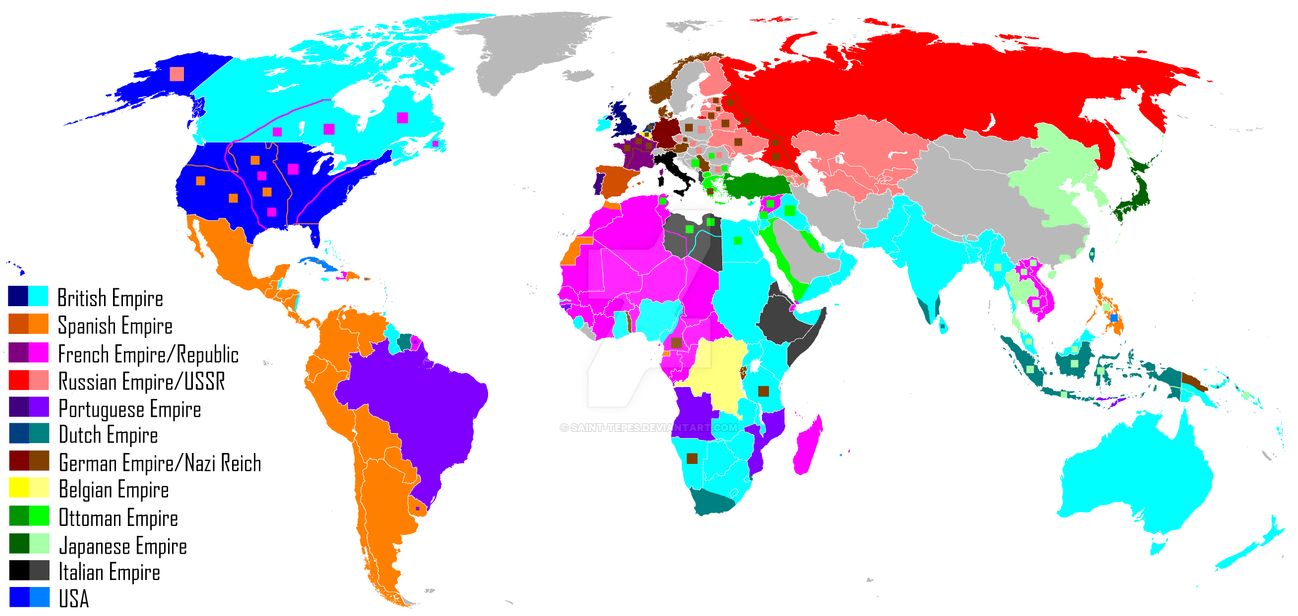 British Empire
Spanish Empire
French Empire/Republic
Russian Empire/USSR
Portuguese Empire
Dutch Empire
German Empire/Nazi Reich
Belgian Empire
Ottoman Empire
Japanese Empire
Italian Empire
USA
© SAINT-TEPES.DEVIANTART.COM